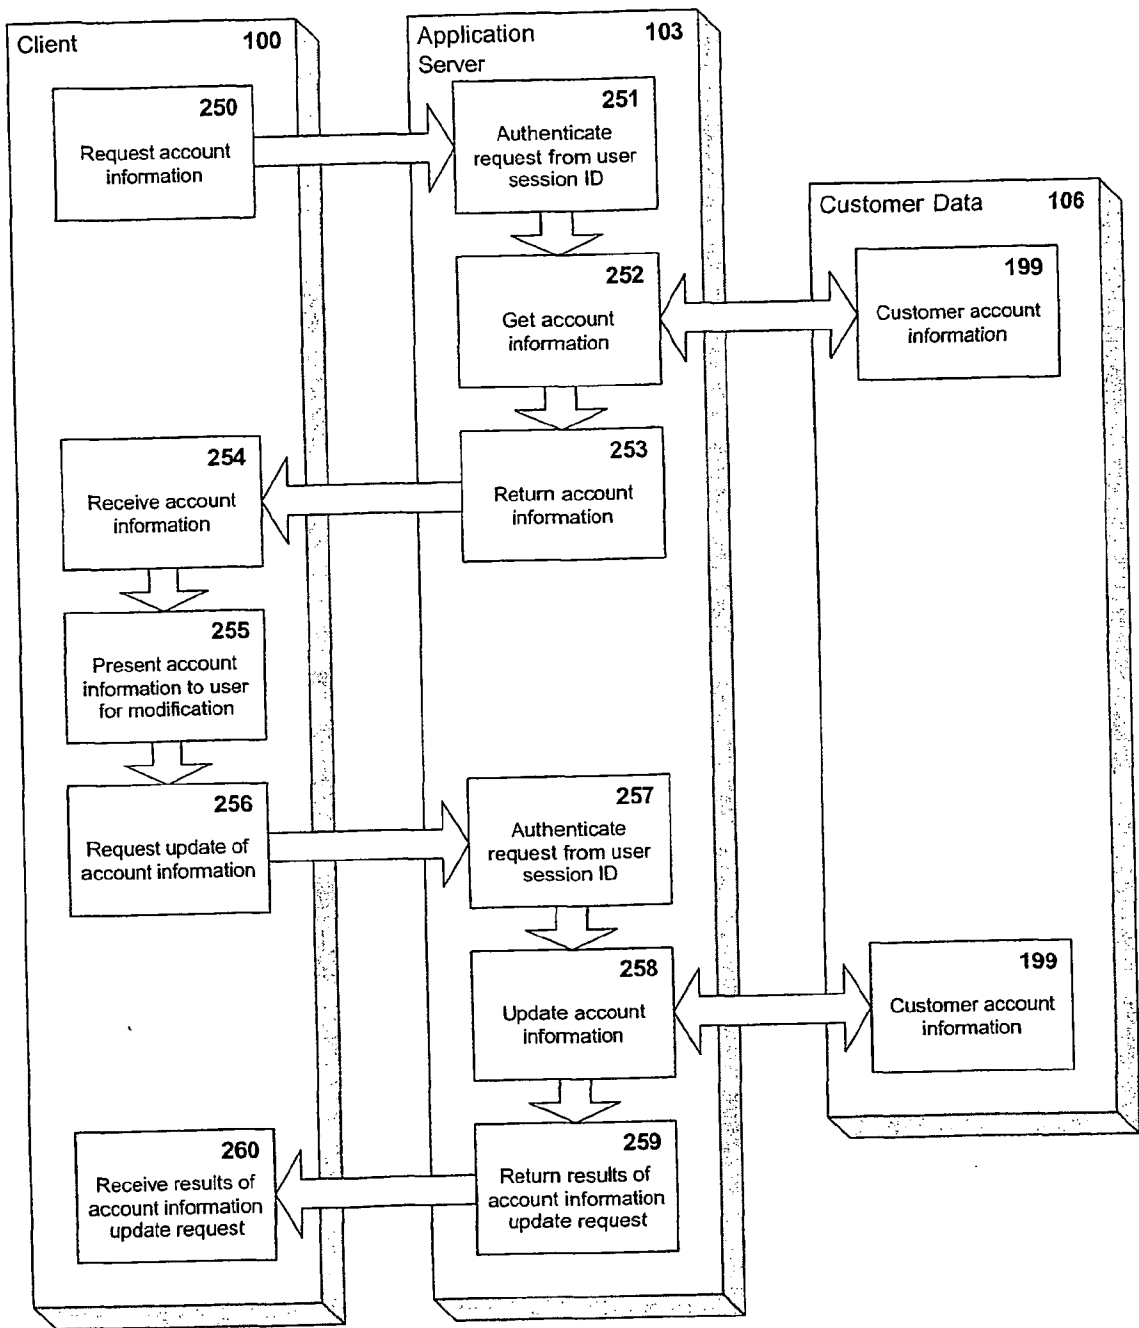 Client 100
Application 103
Server
250
Request account
information
251
Authenticate
request from user
session ID
Customer Data 106
252
Get account
information
199
Customer account
information
254
Receive account
information
253
Return account
information
255
Present account
information to user
for modification
256
Request update of
account information
257
Authenticate
request from user
session ID
258
Update account
information
199
Customer account
information
260
Receive results of
account information
update request
259
Return results of
account information
update request